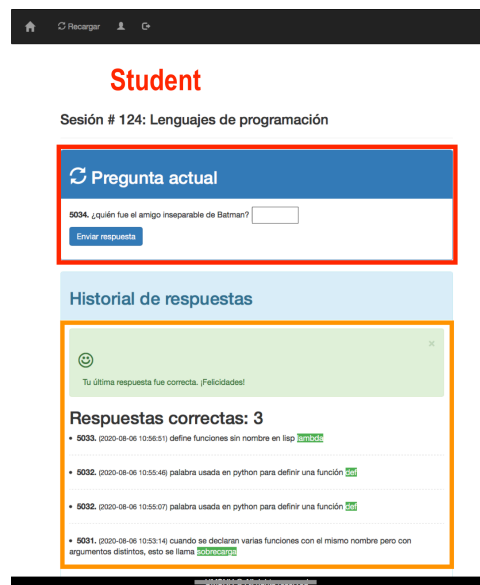 Recargar
Student
Sesión # 124: Lenguajes de programación
Pregunta actual
5034. ¿quién fue el amigo inseparable de Batman?
Enviar respuesta
Historial de respuestas
×
Tu última respuesta fue correcta. ¡Felicidades!
Respuestas correctas: 3
5033. (2020-08-06 10:56:51) define funciones sin nombre en lisp lambda
5032. (2020-08-06 10:55:46) palabra usada en python para definir una función def
5032. (2020-08-06 10:55:07) palabra usada en python para definir una función def
5031. (2020-08-06 10:53:14) cuando se declaran varias funciones con el mismo nombre pero con
argumentos distintos, esto se llama sobrecarga